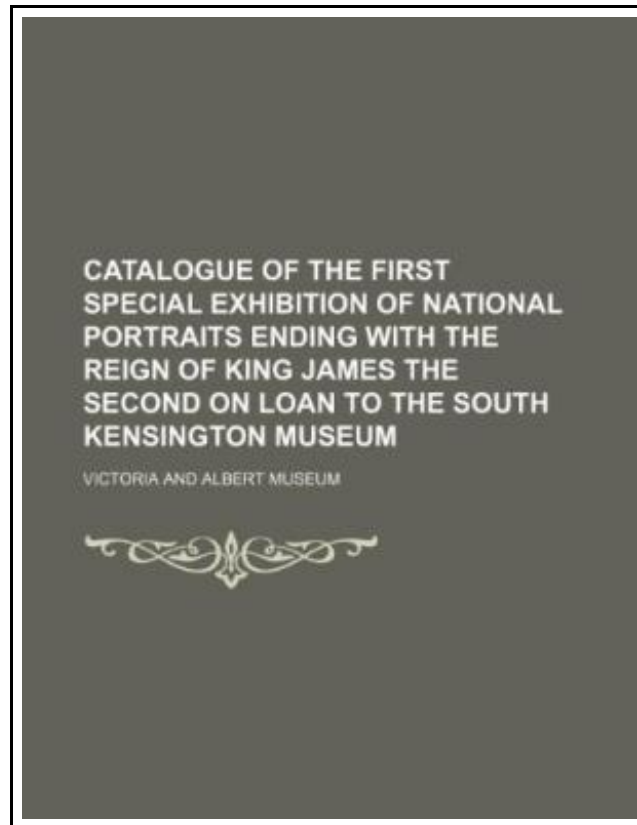 CATALOGUE OF THE FIRST
SPECIAL EXHIBITION OF NATIONAL
PORTRAITS ENDING WITH THE
REIGN OF KING JAMES THE
SECOND ON LOAN TO THE SOUTH
KENSINGTON MUSEUM
VICTORIA AND ALBERT MUSEUM